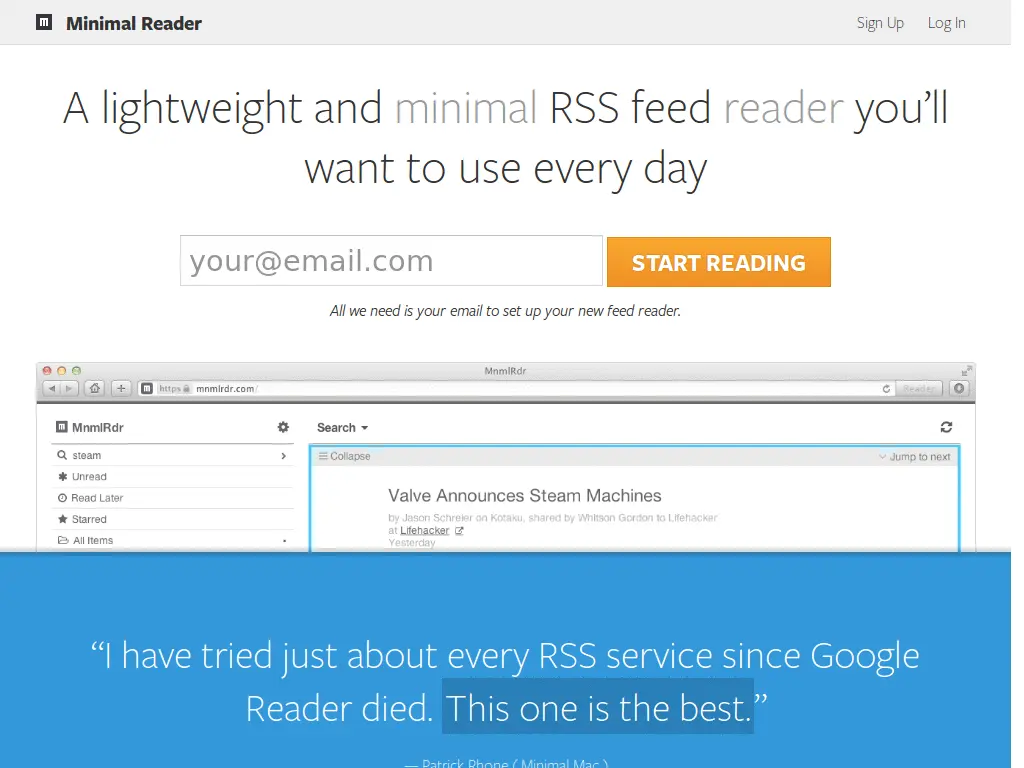 Minimal Reader
Sign Up Log In
A lightweight and minimal RSS feed reader you’ll
want to use every day
your@email.com
START READING
All we need is your email to set up your new feed reader.
MnmlRdr
https mnmlrdr.com/
Reader
MnmlRdr
steam
Unread
Read Later
Starred
All Items
Search
Collapse
Jump to next
Valve Announces Steam Machines
by Jason Schreier on Kotaku, shared by Whitson Gordon to Lifehacker
at Lifehacker
Yesterday
“I have tried just about every RSS service since Google
Reader died. This one is the best.”
— Patrick Rhone ( Minimal Mac )